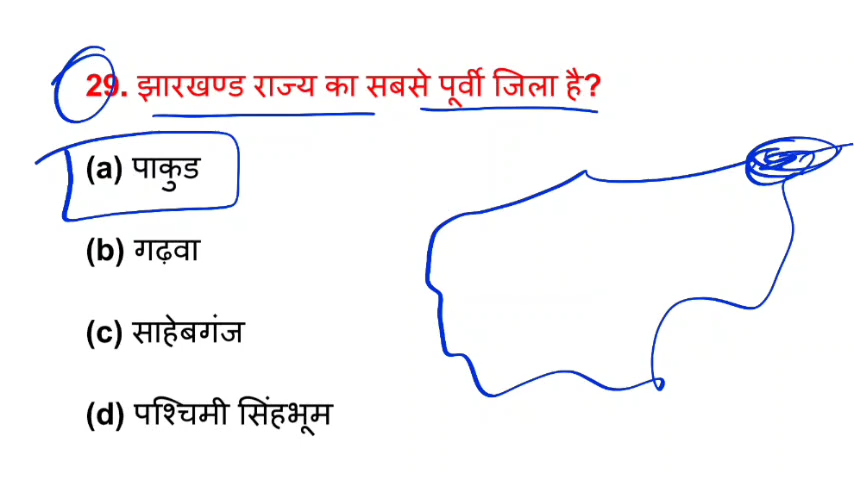 29. झारखण्ड राज्य का सबसे पूर्वी जिला है?
(a) पाकुड
(b) गढ़वा
(c) साहेबगंज
(d) पश्चिमी सिंहभूम